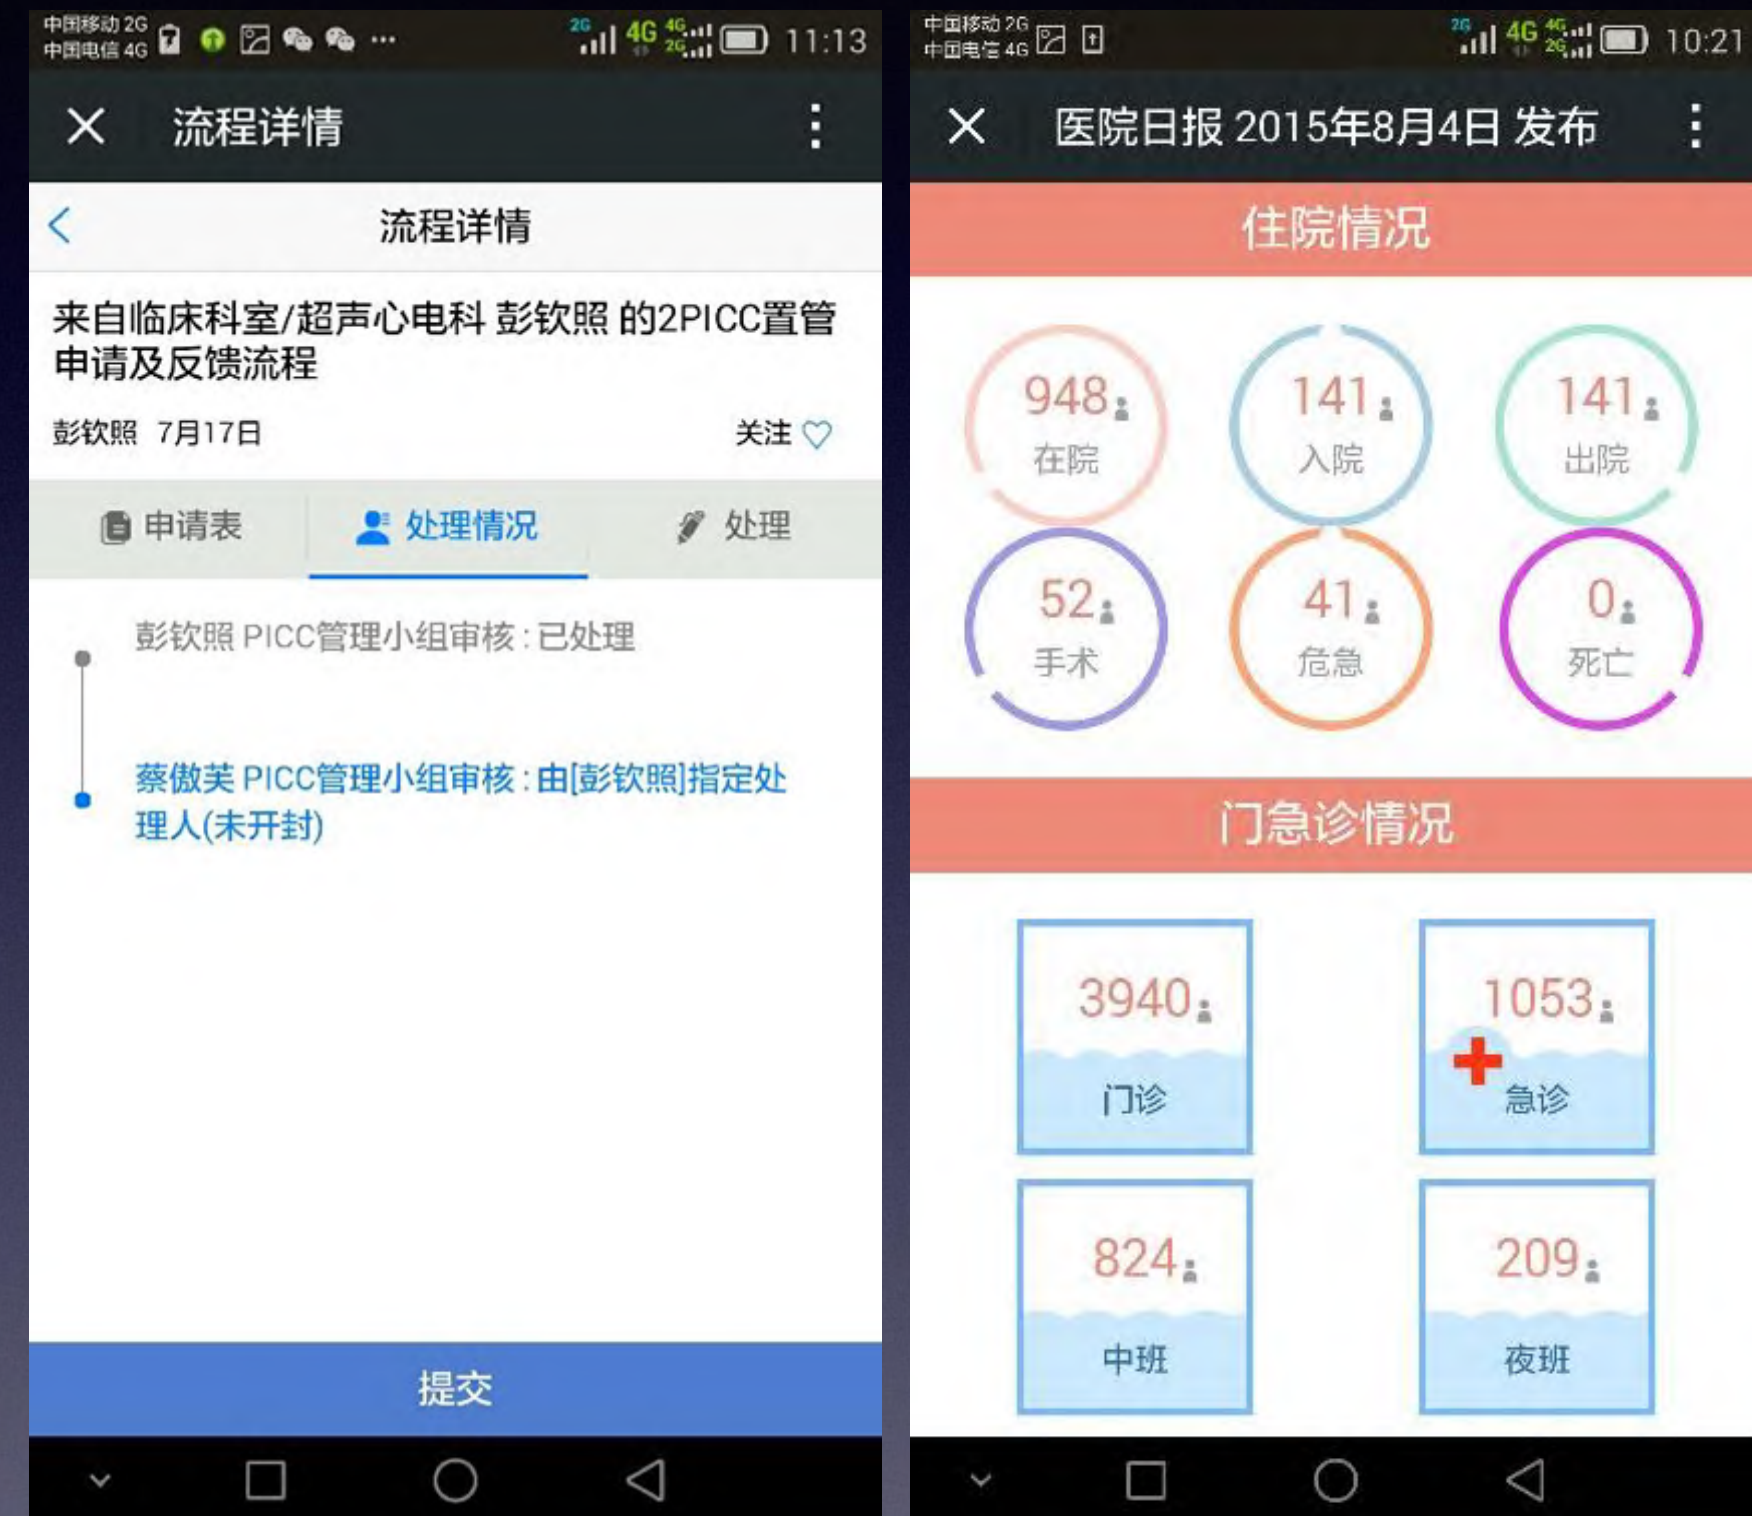 中国移动 2G
中国电信 4G
2G 4G 4G 2G 11:13
流程详情
流程详情
来自临床科室/超声心电科 彭钦照 的2PICC置管
申请及反馈流程
彭钦照 7月17日 关注
申请表 处理情况 处理
彭钦照 PICC管理小组审核 : 已处理
蔡傲芙 PICC管理小组审核 : 由[彭钦照]指定处
理人(未开封)
提交
中国移动 2G
中国电信 4G
2G 4G 4G 2G 10:21
医院日报 2015年8月4日 发布
住院情况
948 141 141
在院 入院 出院
52 41 0
手术 危急 死亡
门急诊情况
3940 1053
门诊 急诊
824 209
中班 夜班